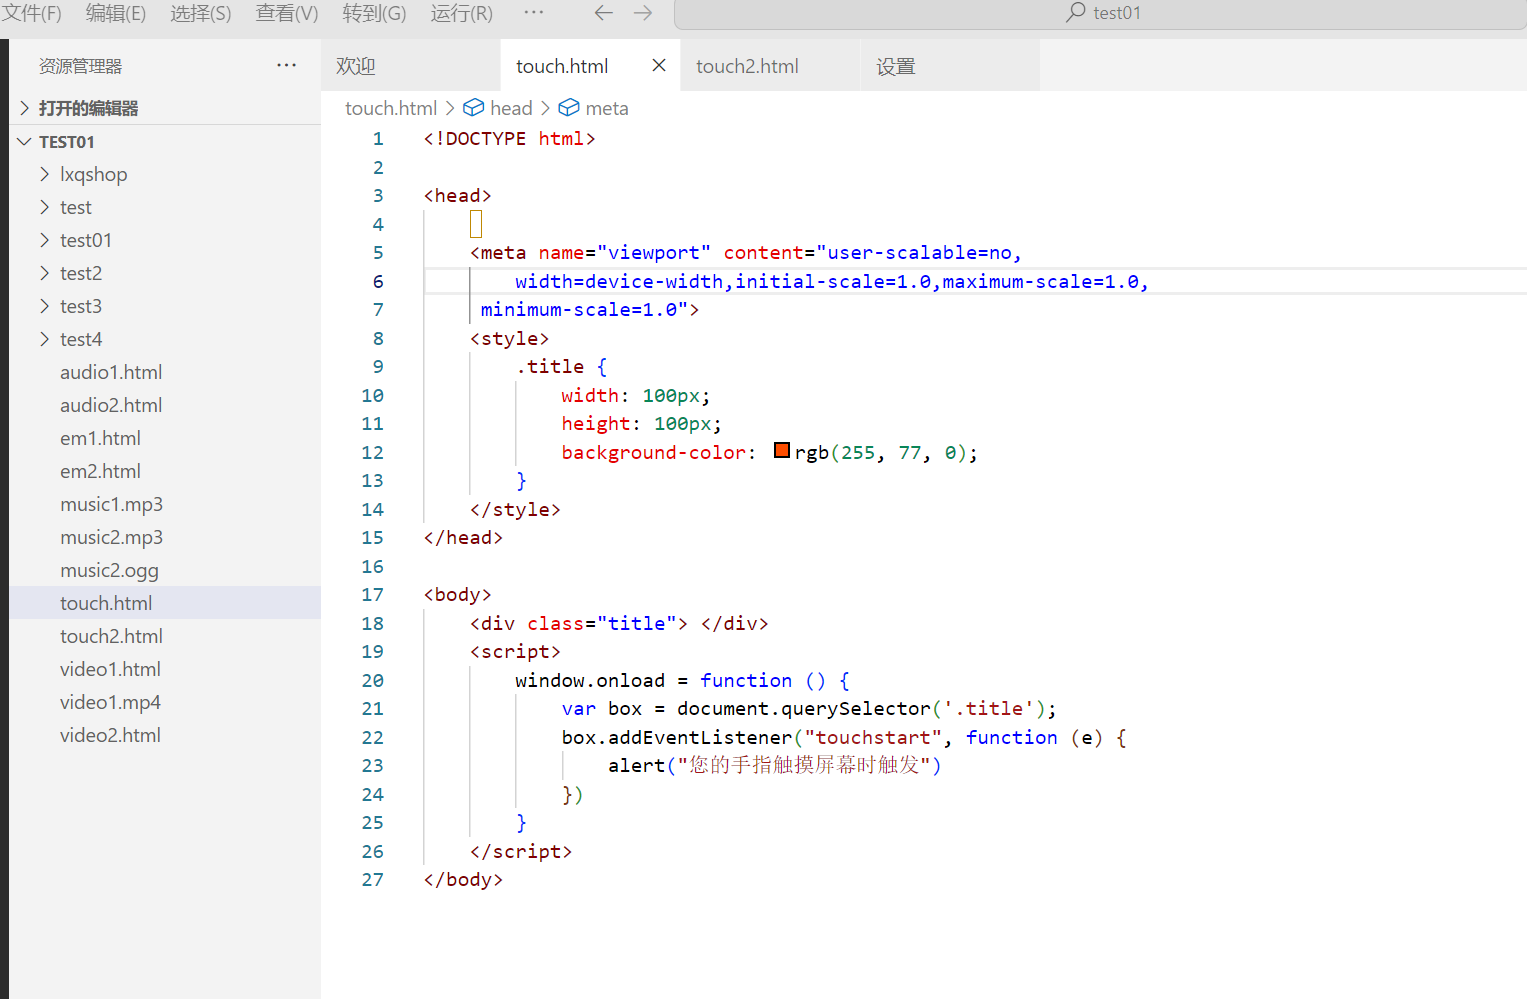 文件(F) 编辑(E) 选择(S) 查看(V) 转到(G) 运行(R) ··· test01
资源管理器 ···
欢迎 touch.html touch2.html 设置
touch.html > head > meta
打开的编辑器
TEST01
lxqshop
test
test01
test2
test3
test4
audio1.html
audio2.html
em1.html
em2.html
music1.mp3
music2.mp3
music2.ogg
touch.html
touch2.html
video1.html
video1.mp4
video2.html
1 <!DOCTYPE html>
2
3 <head>
4
5 <meta name="viewport" content="user-scalable=no,
6 width=device-width,initial-scale=1.0,maximum-scale=1.0,
7 minimum-scale=1.0">
8 <style>
9 .title {
10 width: 100px;
11 height: 100px;
12 background-color: rgb(255, 77, 0);
13 }
14 </style>
15 </head>
16
17 <body>
18 <div class="title"> </div>
19 <script>
20 window.onload = function () {
21 var box = document.querySelector('.title');
22 box.addEventListener("touchstart", function (e) {
23 alert("您的手指触摸屏幕时触发")
24 })
25 }
26 </script>
27 </body>